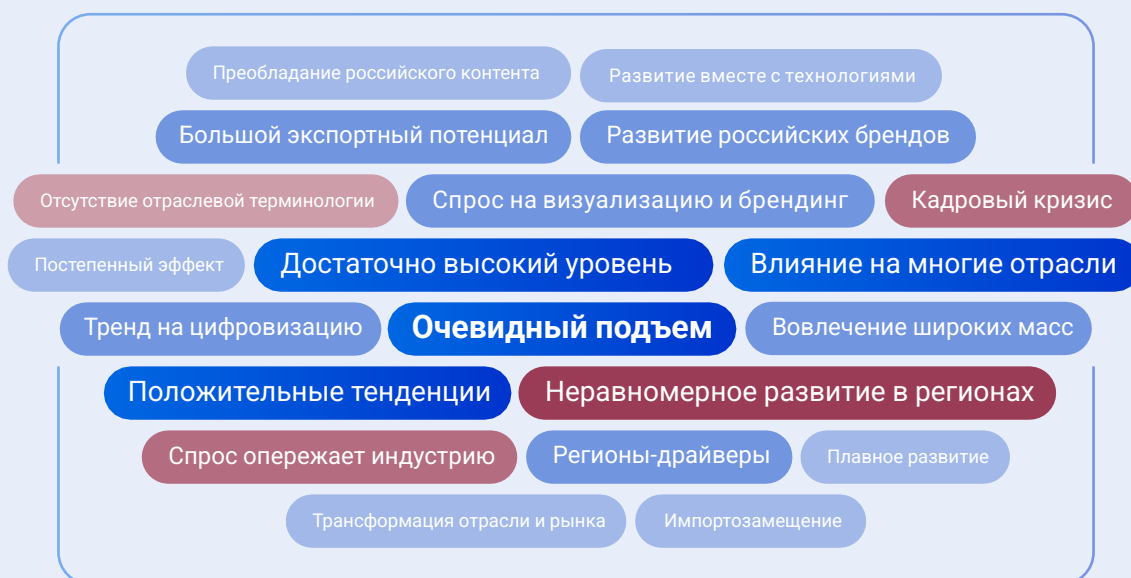 Преобладание российского контента
Развитие вместе с технологиями
Большой экспортный потенциал
Развитие российских брендов
Отсутствие отраслевой терминологии
Спрос на визуализацию и брендинг
Кадровый кризис
Постепенный эффект
Достаточно высокий уровень
Влияние на многие отрасли
Тренд на цифровизацию
Очевидный подъем
Вовлечение широких масс
Положительные тенденции
Неравномерное развитие в регионах
Спрос опережает индустрию
Регионы-драйверы
Плавное развитие
Трансформация отрасли и рынка
Импортозамещение